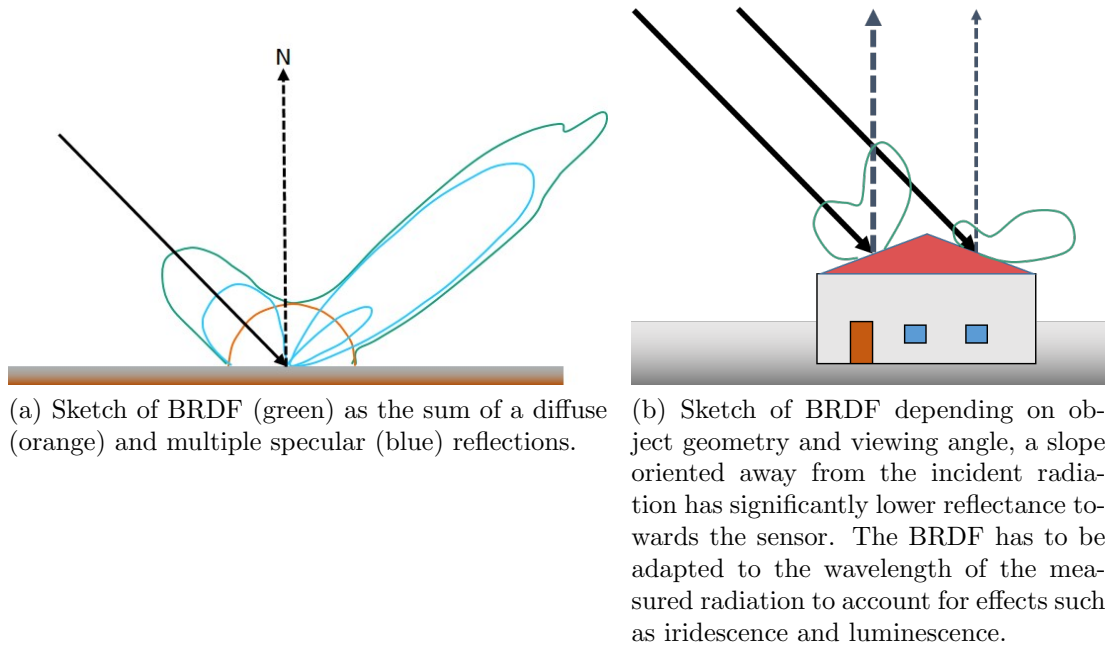 N
(a) Sketch of BRDF (green) as the sum of a diffuse
(orange) and multiple specular (blue) reflections.
(b) Sketch of BRDF depending on ob-
ject geometry and viewing angle, a slope
oriented away from the incident radia-
tion has significantly lower reflectance to-
wards the sensor. The BRDF has to be
adapted to the wavelength of the mea-
sured radiation to account for effects such
as iridescence and luminescence.